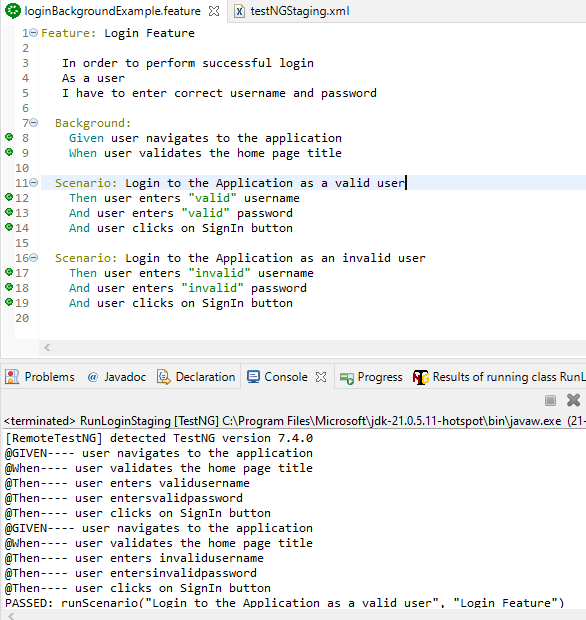 loginBackgroundExample.feature testNGStaging.xml
1 Feature: Login Feature
2
3 In order to perform successful login
4 As a user
5 I have to enter correct username and password
6
7 Background:
8 Given user navigates to the application
9 When user validates the home page title
10
11 Scenario: Login to the Application as a valid user
12 Then user enters "valid" username
13 And user enters "valid" password
14 And user clicks on SignIn button
15
16 Scenario: Login to the Application as an invalid user
17 Then user enters "invalid" username
18 And user enters "invalid" password
19 And user clicks on SignIn button
20
Problems @ Javadoc Declaration Console Progress Results of running class RunL
<terminated> RunLoginStaging [TestNG] C:\Program Files\Microsoft\jdk-21.0.5.11-hotspot\bin\javaw.exe (21-
[RemoteTestNG] detected TestNG version 7.4.0
@GIVEN---- user navigates to the application
@When---- user validates the home page title
@Then---- user enters validusername
@Then---- user entersvalidpassword
@Then---- user clicks on SignIn button
@GIVEN---- user navigates to the application
@When---- user validates the home page title
@Then---- user enters invalidusername
@Then---- user entersinvalidpassword
@Then---- user clicks on SignIn button
PASSED: runScenario("Login to the Application as a valid user", "Login Feature")